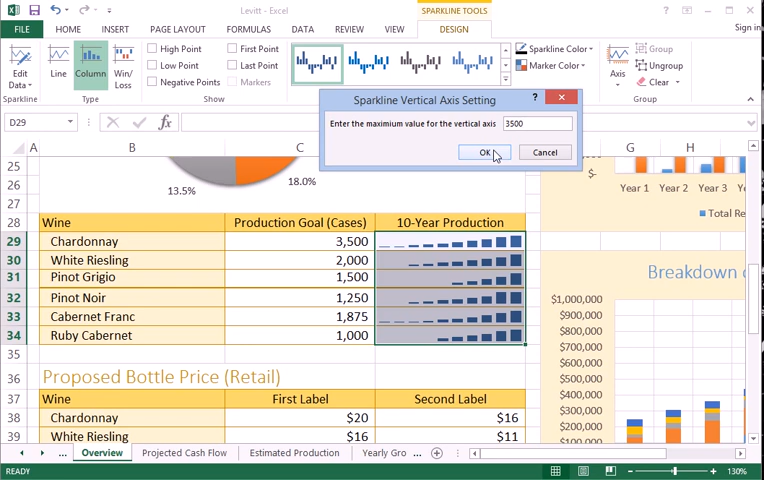 Levitt - Excel
SPARKLINE TOOLS
FILE HOME INSERT PAGE LAYOUT FORMULAS DATA REVIEW VIEW DESIGN Sign in
Edit Data
Line
Column
Win/ Loss
High Point
Low Point
Negative Points
First Point
Last Point
Markers
Sparkline Color
Marker Color
Axis
Group
Ungroup
Clear
Sparkline Type Show Group
Sparkline Vertical Axis Setting ?
Enter the maximium value for the vertical axis 3500
OK Cancel
D29 fx
A B C G H
25
26
27
13.5%
18.0%
$-
Year 1 Year 2 Year 3
Total Re
28 Wine Production Goal (Cases) 10-Year Production
29 Chardonnay 3,500
30 White Riesling 2,000
31 Pinot Grigio 1,500
32 Pinot Noir 1,250
33 Cabernet Franc 1,875
34 Ruby Cabernet 1,000
35
36 Proposed Bottle Price (Retail)
37 Wine First Label Second Label
38 Chardonnay $20 $16
39 White Riesling $16 $11
Breakdown
$1,000,000
$900,000
$800,000
$700,000
$600,000
$500,000
$400,000
$300,000
$200,000
$100,000
... Overview Projected Cash Flow Estimated Production Yearly Gro ...
READY 130%